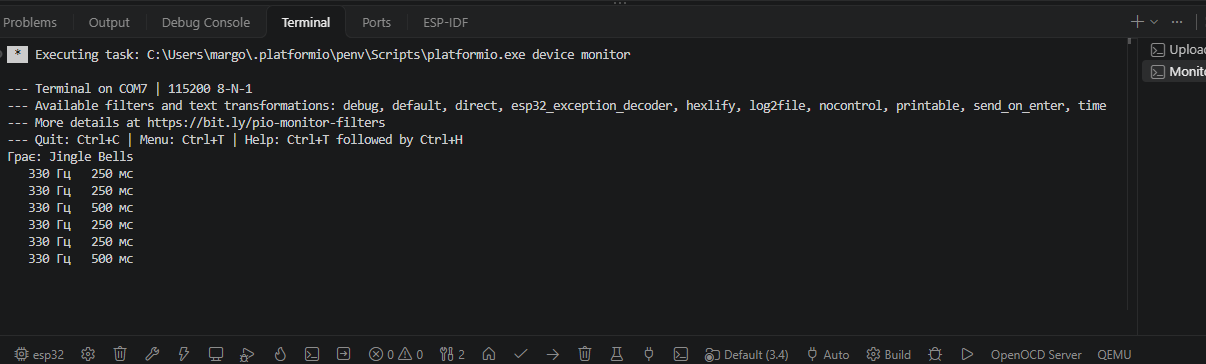 Problems Output Debug Console Terminal Ports ESP-IDF
* Executing task: C:\Users\margo\.platformio\penv\Scripts\platformio.exe device monitor
Upload
--- Terminal on COM7 | 115200 8-N-1
Monito
--- Available filters and text transformations: debug, default, direct, esp32_exception_decoder, hexlify, log2file, nocontrol, printable, send_on_enter, time
--- More details at https://bit.ly/pio-monitor-filters
--- Quit: Ctrl+C | Menu: Ctrl+T | Help: Ctrl+T followed by Ctrl+H
Грає: Jingle Bells
330 Гц 250 мс
330 Гц 250 мс
330 Гц 500 мс
330 Гц 250 мс
330 Гц 250 мс
330 Гц 500 мс
esp32 0 0 2 Default (3.4) Auto Build OpenOCD Server QEMU